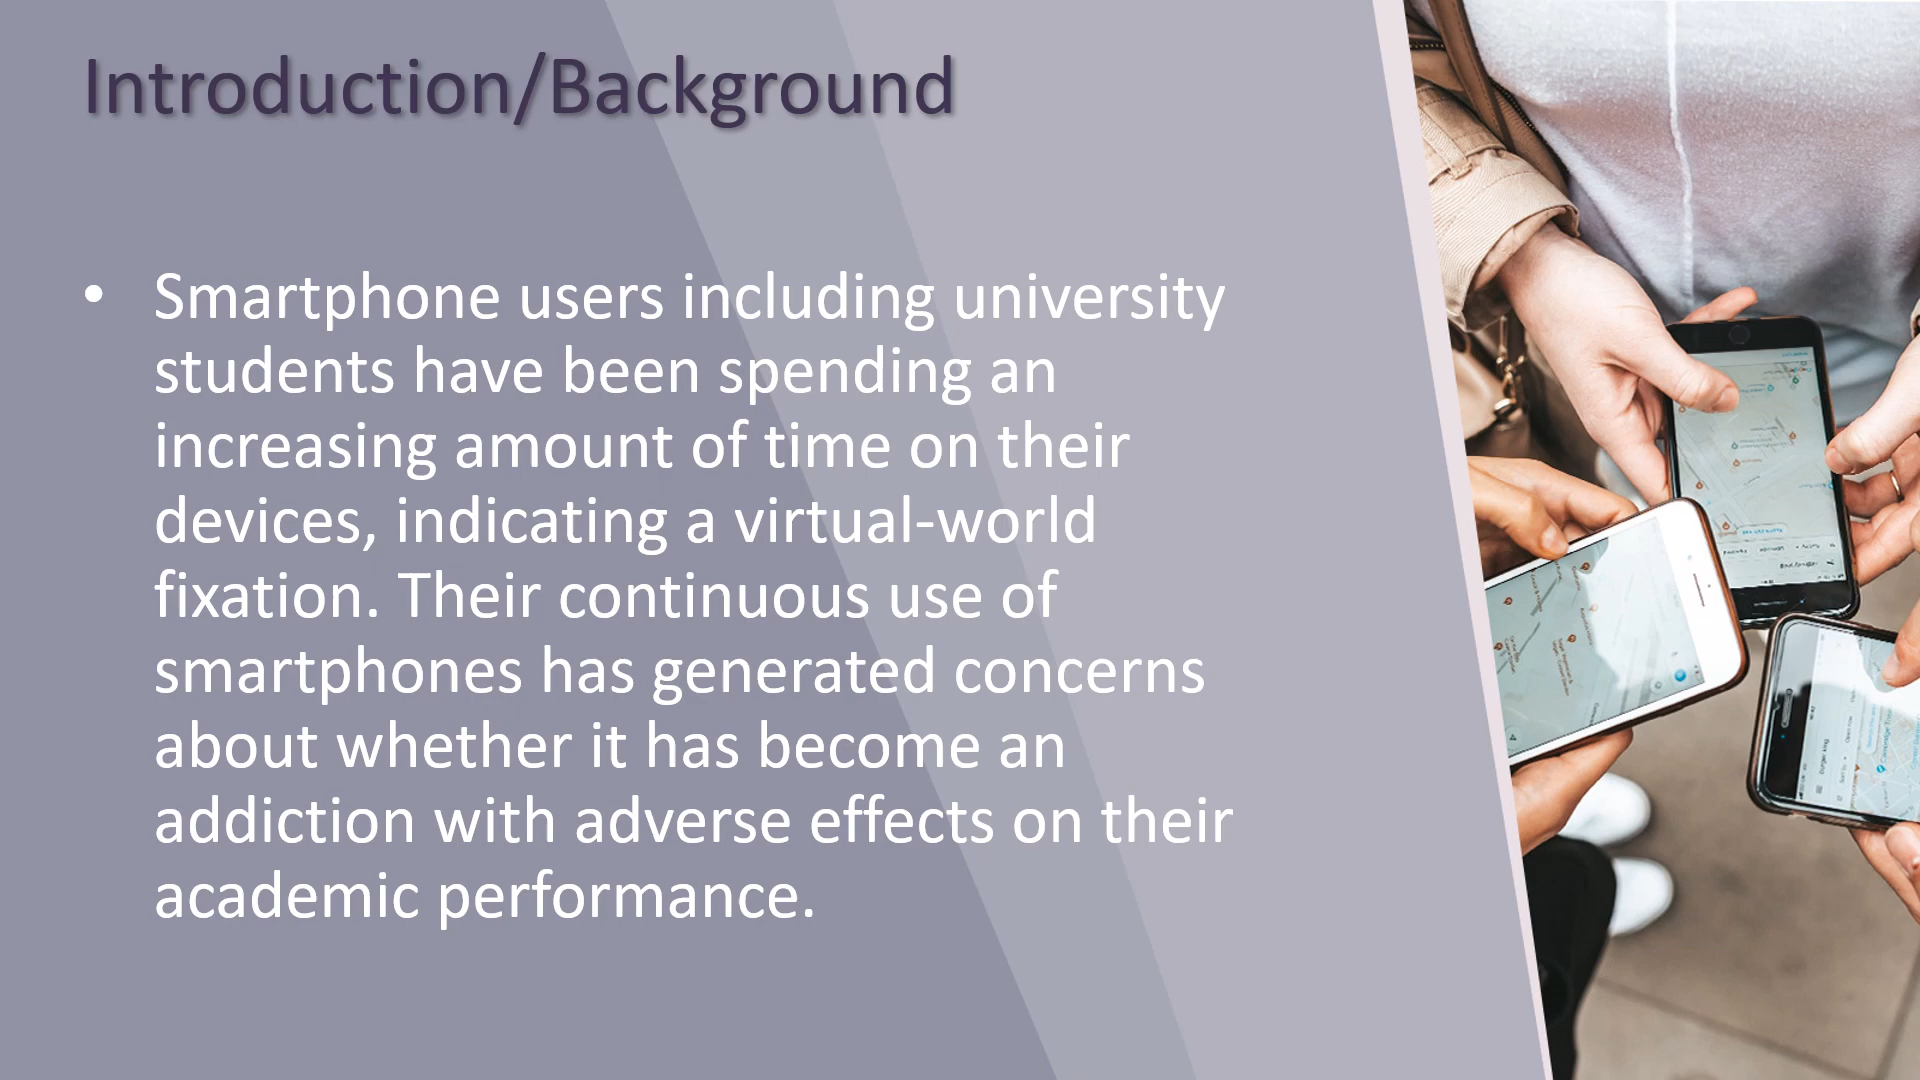 Introduction/Background
• Smartphone users including university
students have been spending an
increasing amount of time on their
devices, indicating a virtual-world
fixation. Their continuous use of
smartphones has generated concerns
about whether it has become an
addiction with adverse effects on their
academic performance.